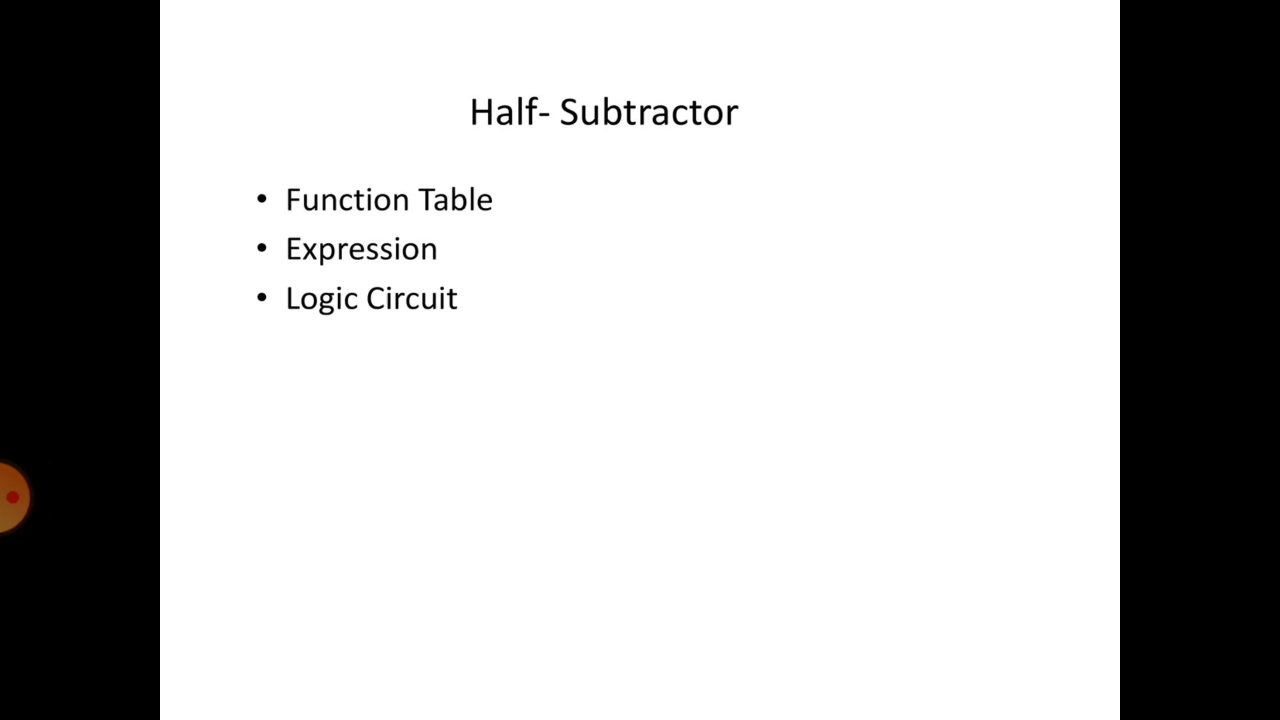 Half- Subtractor
• Function Table
• Expression
• Logic Circuit